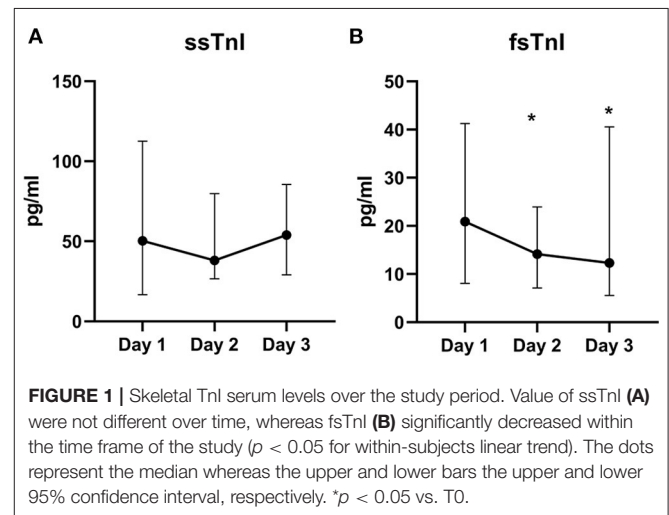 A
ssTnI
pg/ml
150
100
50
0
Day 1 Day 2 Day 3
B
fsTnI
pg/ml
50
40
30
20
10
0
* *
Day 1 Day 2 Day 3
FIGURE 1 | Skeletal TnI serum levels over the study period. Value of ssTnI (A)
were not different over time, whereas fsTnI (B) significantly decreased within
the time frame of the study (p < 0.05 for within-subjects linear trend). The dots
represent the median whereas the upper and lower bars the upper and lower
95% confidence interval, respectively. *p < 0.05 vs. T0.